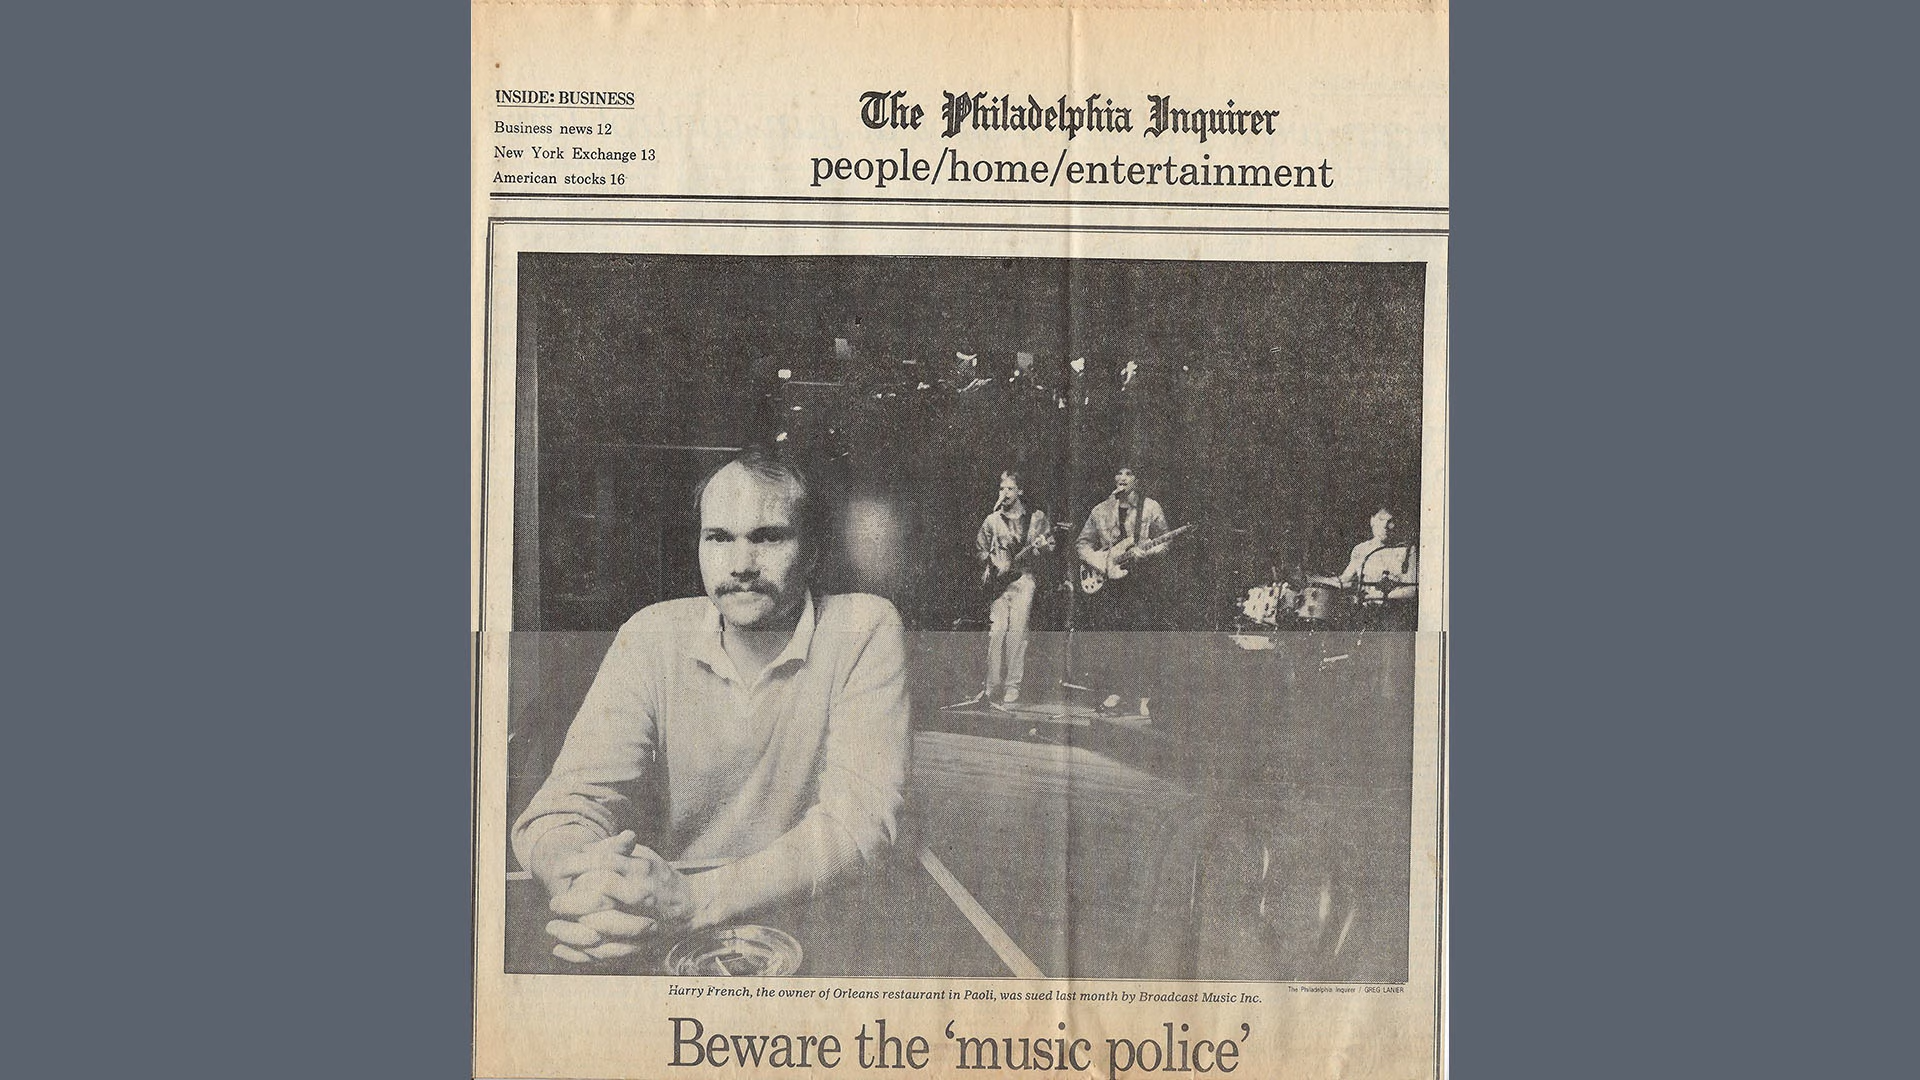 INSIDE: BUSINESS
Business news 12
New York Exchange 13
American stocks 16
The Philadelphia Inquirer
people/home/entertainment
The Philadelphia Inquirer / GREG LANIER
Harry French, the owner of Orleans restaurant in Paoli, was sued last month by Broadcast Music Inc.
Beware the ‘music police’